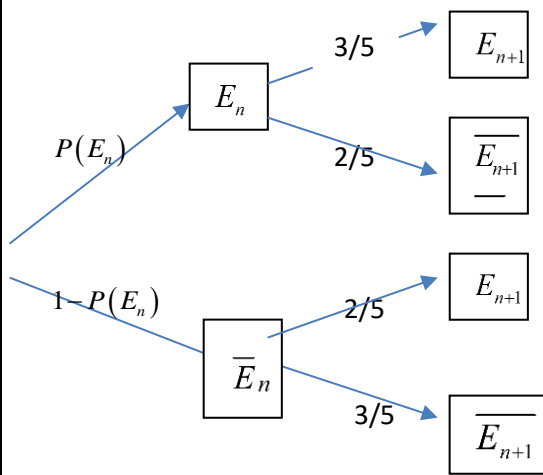 3/5
E_{n+1}
E_n
P(E_n)
2/5
\overline{E_{n+1}}
1− P(E_n)
2/5
E_{n+1}
\overline{E}_n
3/5
\overline{E_{n+1}}